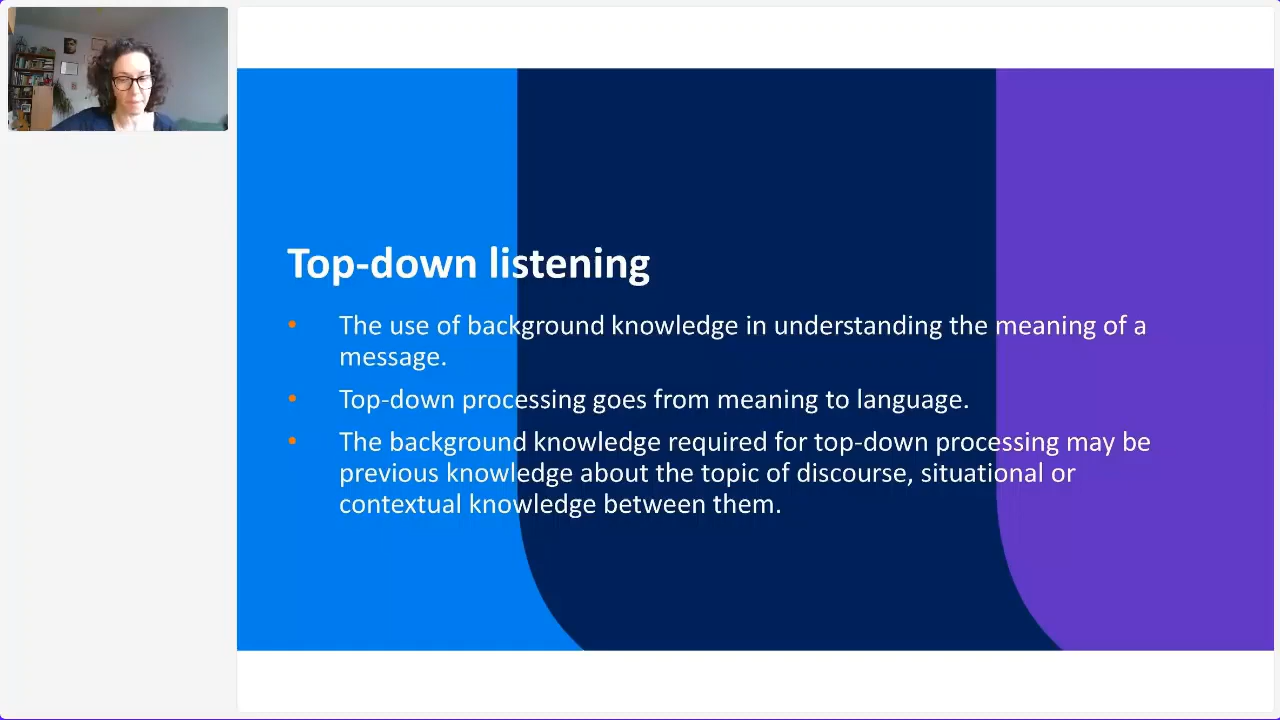 Top-down listening
• The use of background knowledge in understanding the meaning of a
message.
• Top-down processing goes from meaning to language.
• The background knowledge required for top-down processing may be
previous knowledge about the topic of discourse, situational or
contextual knowledge between them.